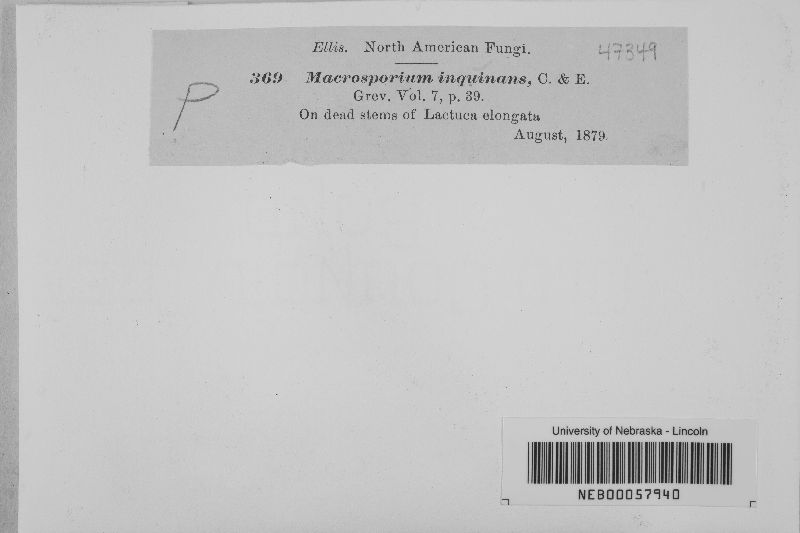 Ellis. North American Fungi.
47349
369 Macrosporium inquinans, C. & E.
Grev. Vol. 7, p. 39.
P
On dead stems of Lactuca elongata
August, 1879.
University of Nebraska - Lincoln
NEB00057940